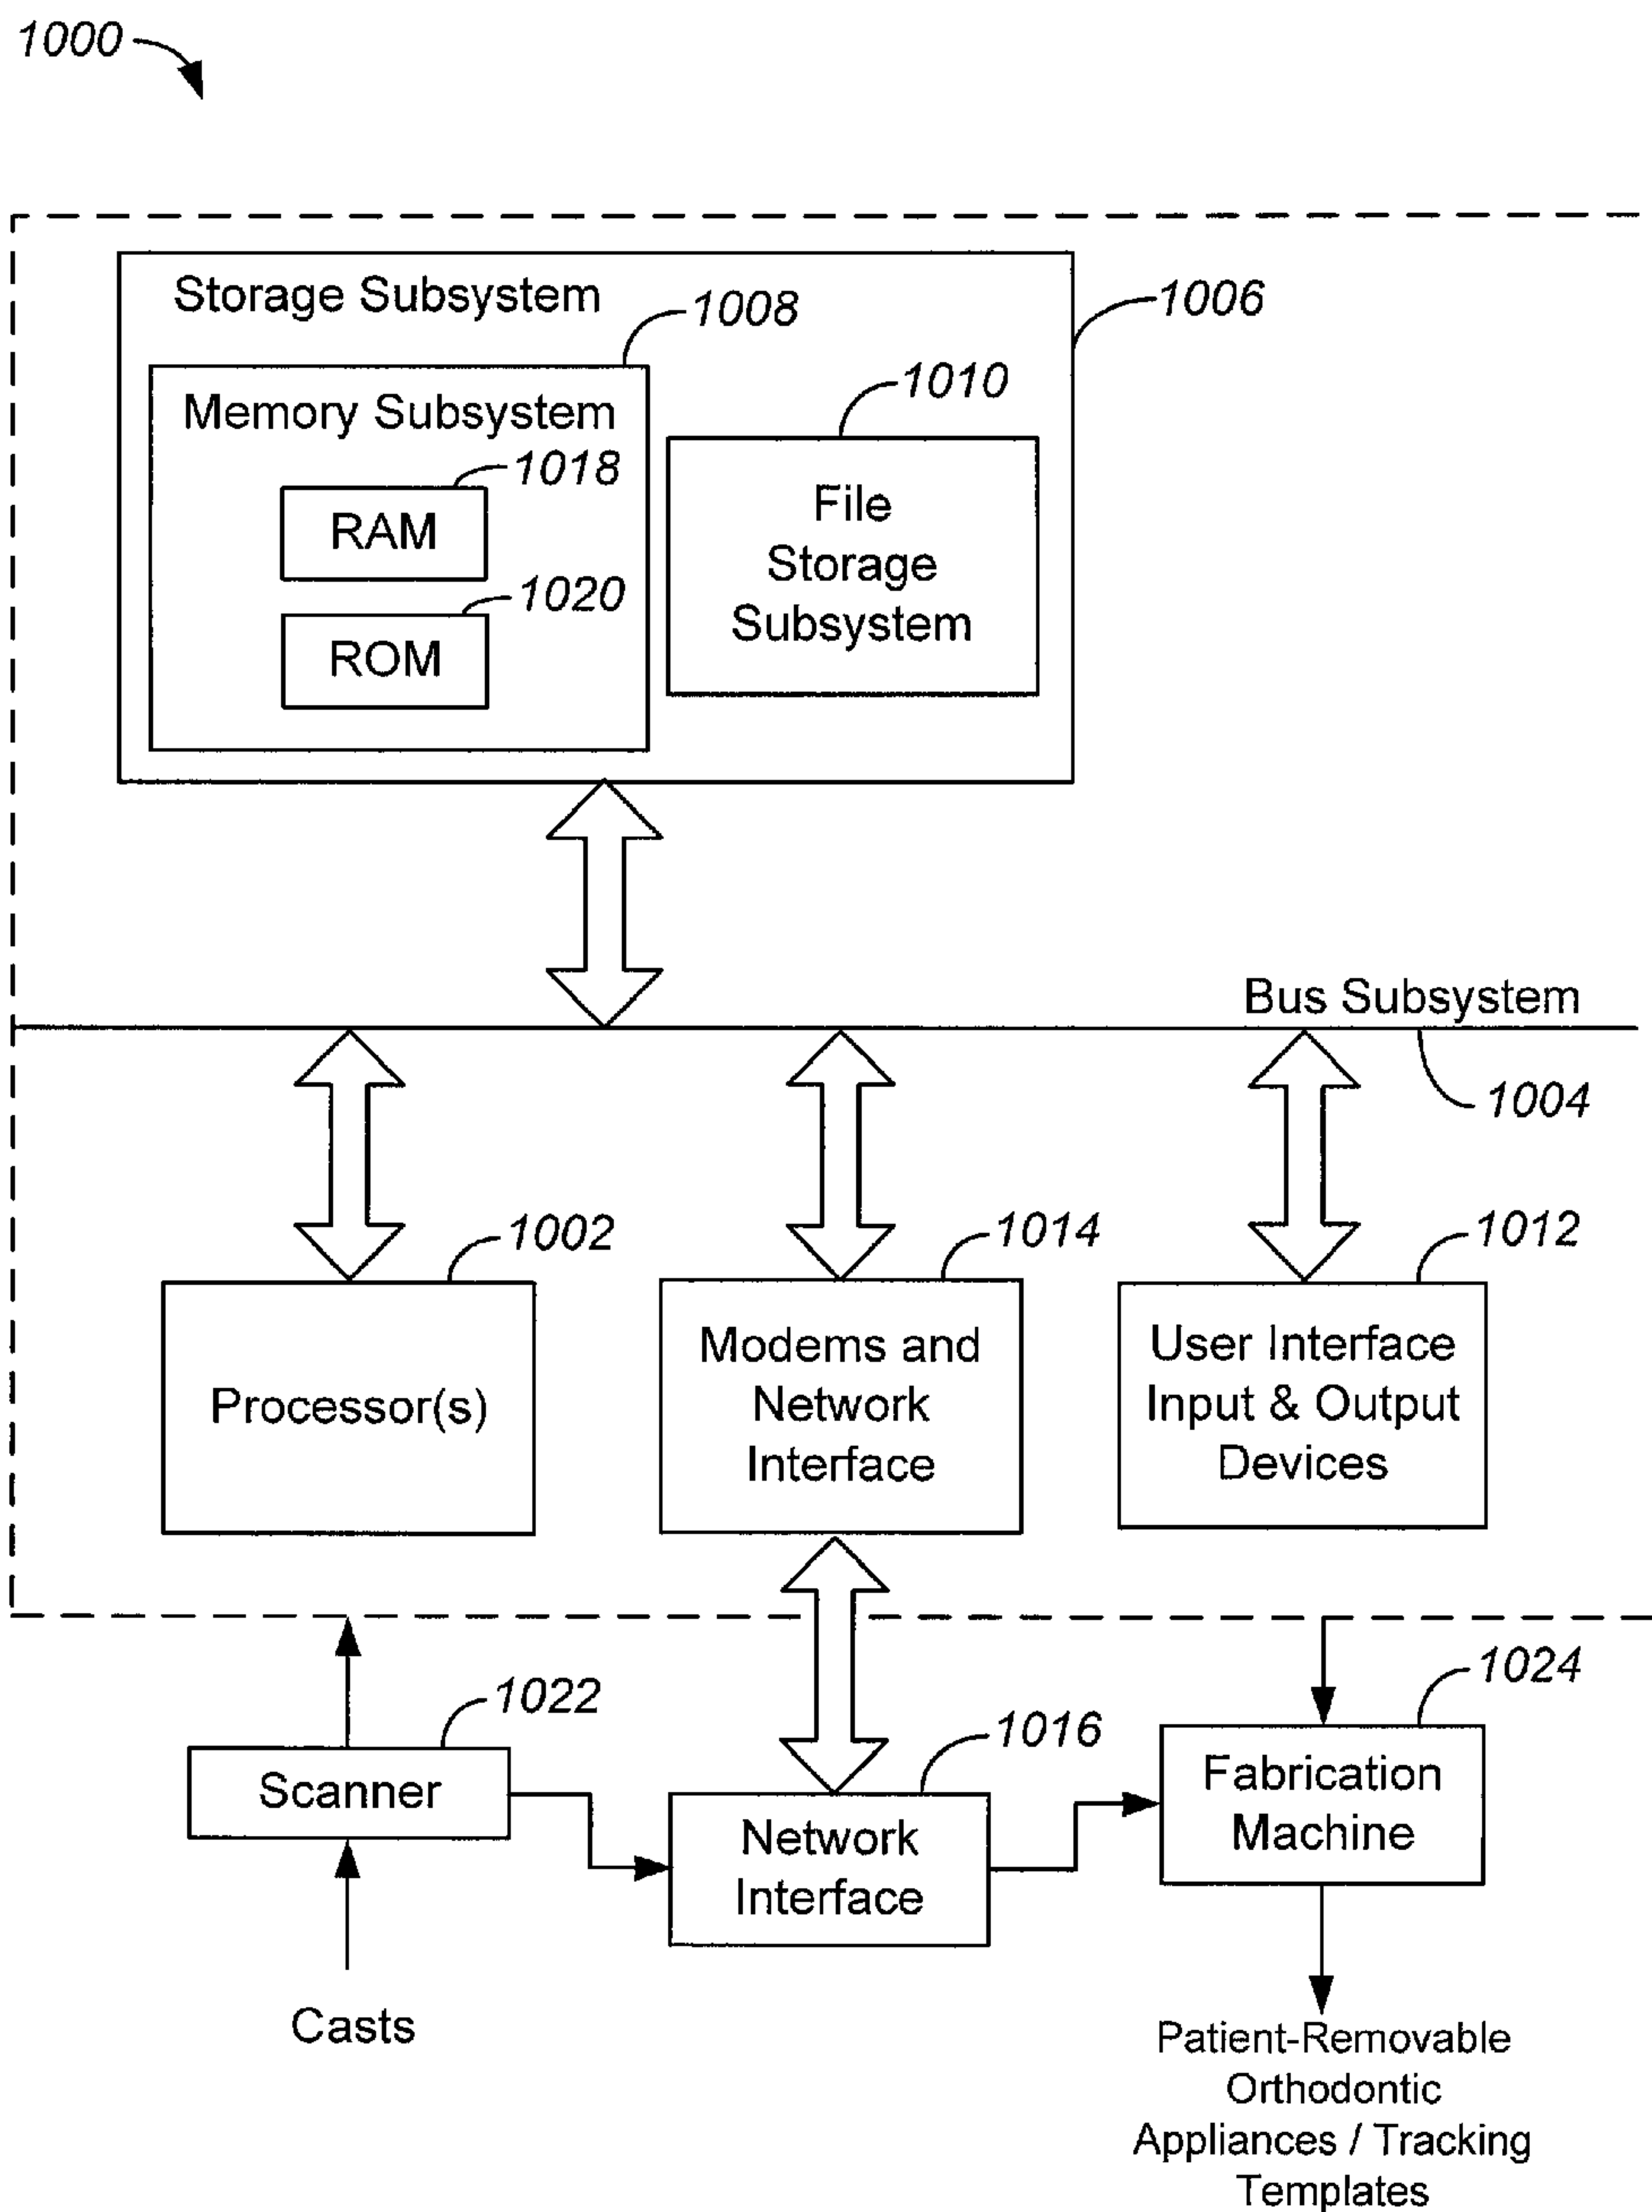 1000
Storage Subsystem
1006
1008
Memory Subsystem
1010
1018
RAM
File
Storage
Subsystem
1020
ROM
Bus Subsystem
1004
1002
1014
1012
Processor(s)
Modems and
Network
Interface
User Interface
Input & Output
Devices
1022
1016
1024
Scanner
Network
Interface
Fabrication
Machine
Casts
Patient-Removable
Orthodontic
Appliances / Tracking
Templates